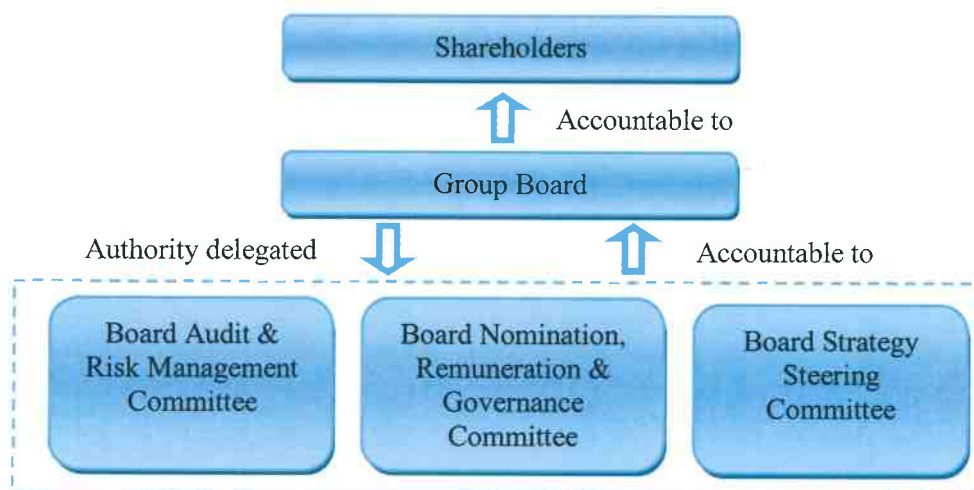 Shareholders
Accountable to
Group Board
Authority delegated
Accountable to
Board Audit &
Risk Management
Committee
Board Nomination,
Remuneration &
Governance
Committee
Board Strategy
Steering
Committee